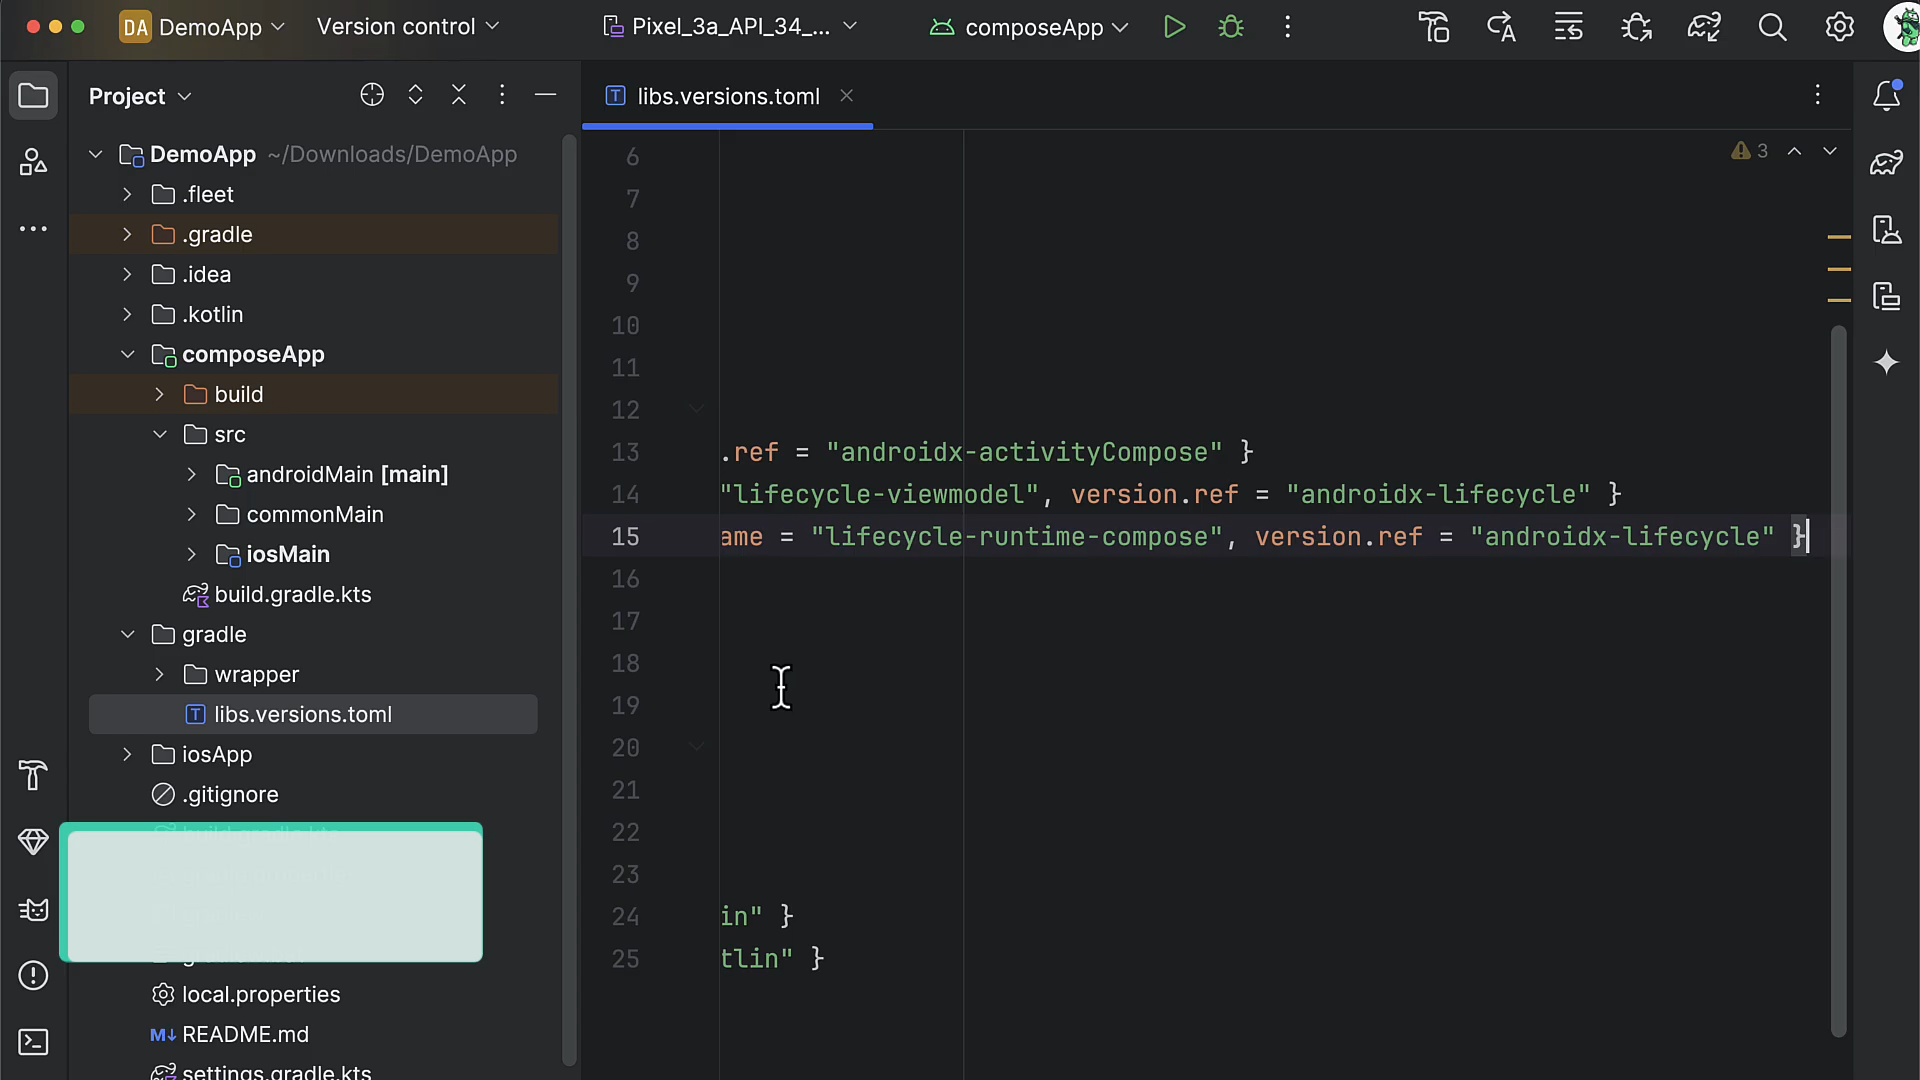 DA DemoApp
Version control
Pixel_3a_API_34_...
composeApp
Project
libs.versions.toml
DemoApp ~/Downloads/DemoApp
.fleet
.gradle
.idea
.kotlin
composeApp
build
src
androidMain [main]
commonMain
iosMain
build.gradle.kts
gradle
wrapper
T libs.versions.toml
iosApp
.gitignore
local.properties
M↓ README.md
settings.gradle.kts
3
6
7
8
9
10
11
12
13 .ref = "androidx-activityCompose" }
14 "lifecycle-viewmodel", version.ref = "androidx-lifecycle" }
15 ame = "lifecycle-runtime-compose", version.ref = "androidx-lifecycle" }
16
17
18
19
20
21
22
23
24 in" }
25 tlin" }